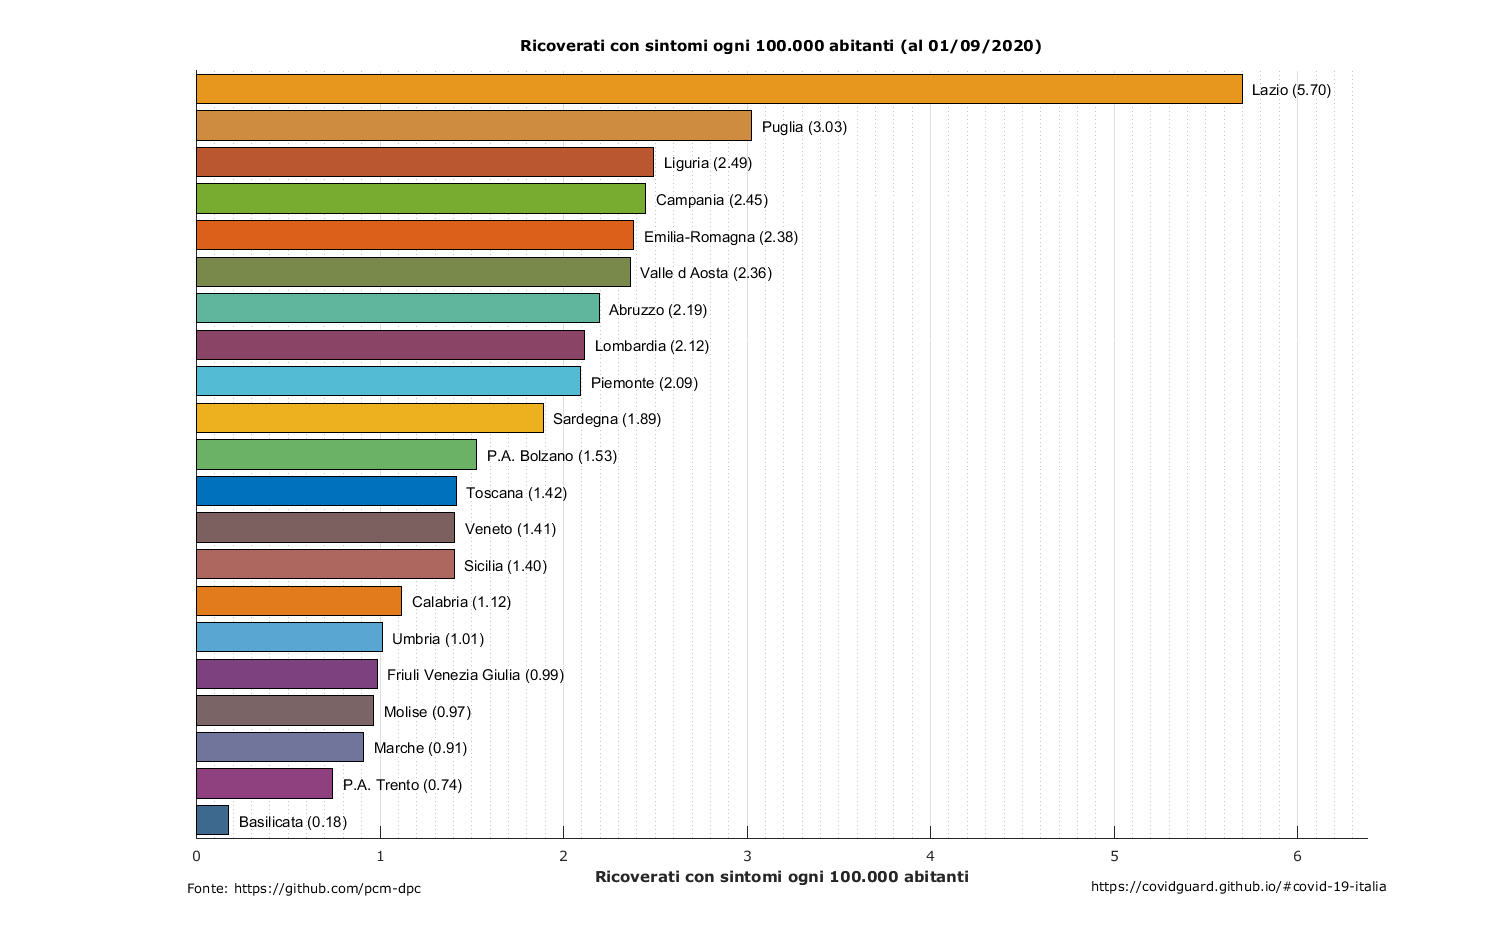 Ricoverati con sintomi ogni 100.000 abitanti (al 01/09/2020)
Lazio (5.70)
Puglia (3.03)
Liguria (2.49)
Campania (2.45)
Emilia-Romagna (2.38)
Valle d Aosta (2.36)
Abruzzo (2.19)
Lombardia (2.12)
Piemonte (2.09)
Sardegna (1.89)
P.A. Bolzano (1.53)
Toscana (1.42)
Veneto (1.41)
Sicilia (1.40)
Calabria (1.12)
Umbria (1.01)
Friuli Venezia Giulia (0.99)
Molise (0.97)
Marche (0.91)
P.A. Trento (0.74)
Basilicata (0.18)
0 1 2 3 4 5 6
Ricoverati con sintomi ogni 100.000 abitanti
Fonte: https://github.com/pcm-dpc
https://covidguard.github.io/#covid-19-italia